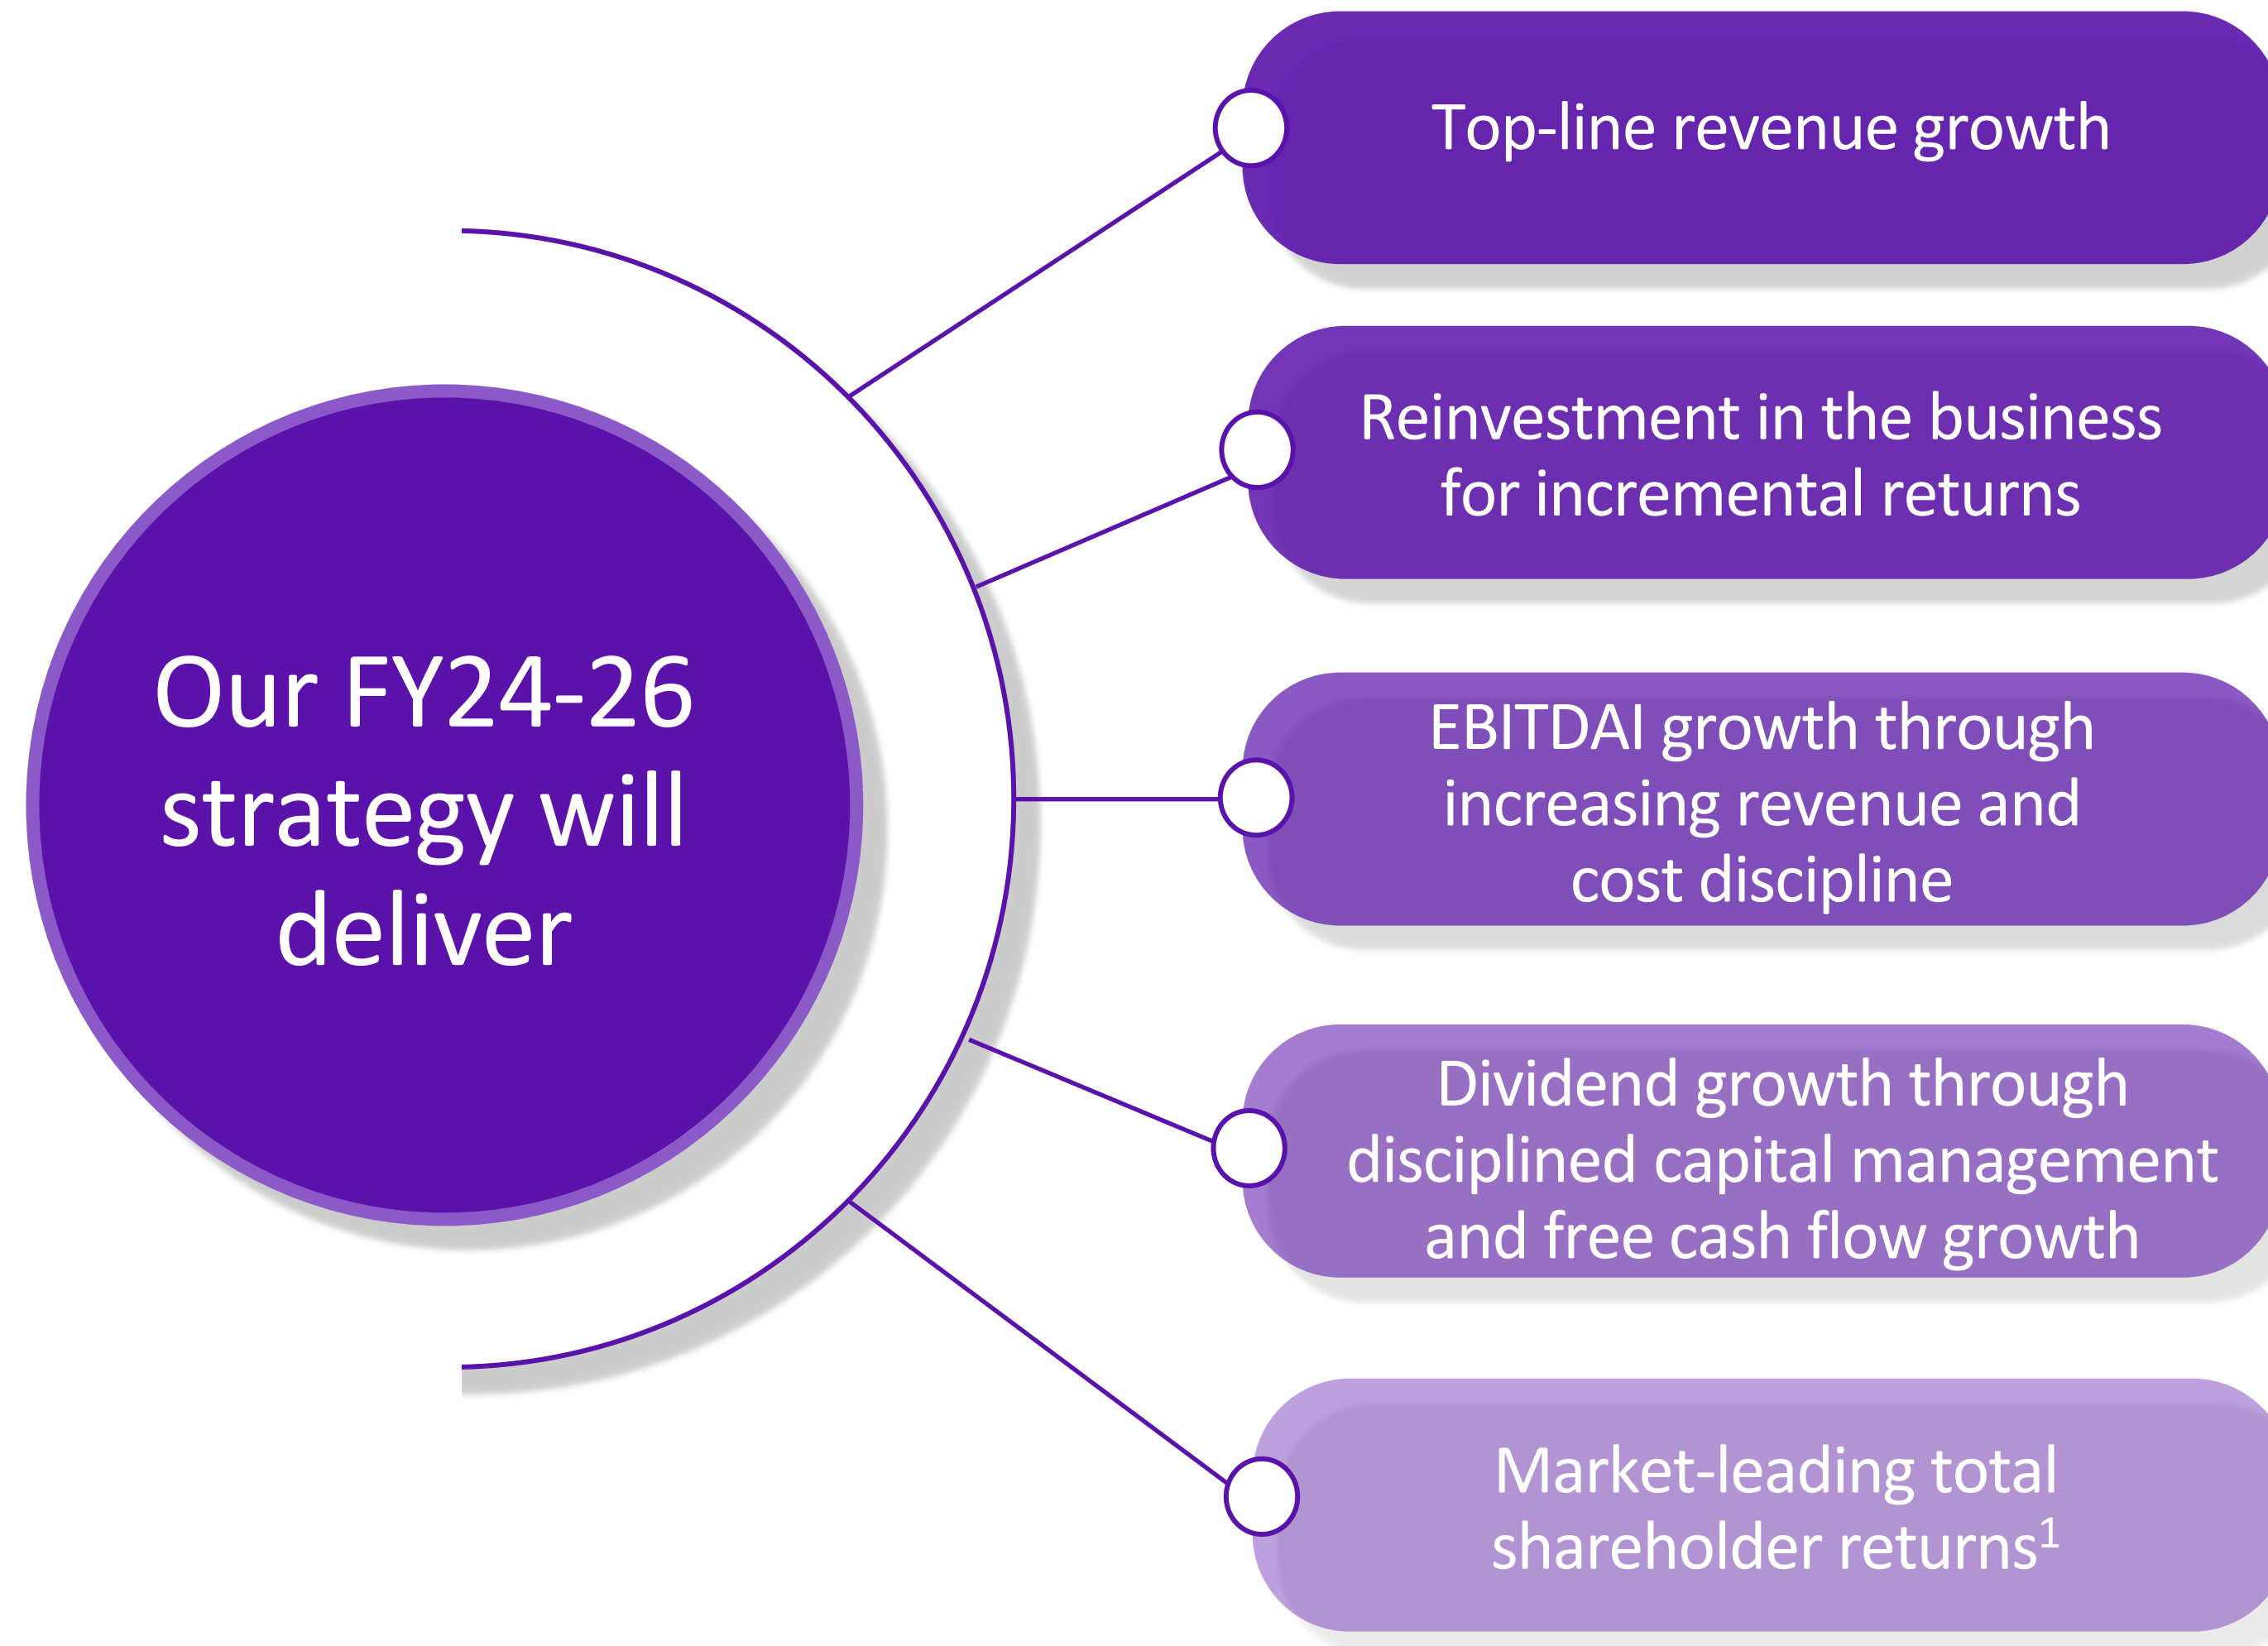 Our FY24-26
strategy will
deliver
Top-line revenue growth
Reinvestment in the business
for incremental returns
EBITDAI growth through
increasing revenue and
cost discipline
Dividend growth through
disciplined capital management
and free cash flow growth
Market-leading total
shareholder returns¹